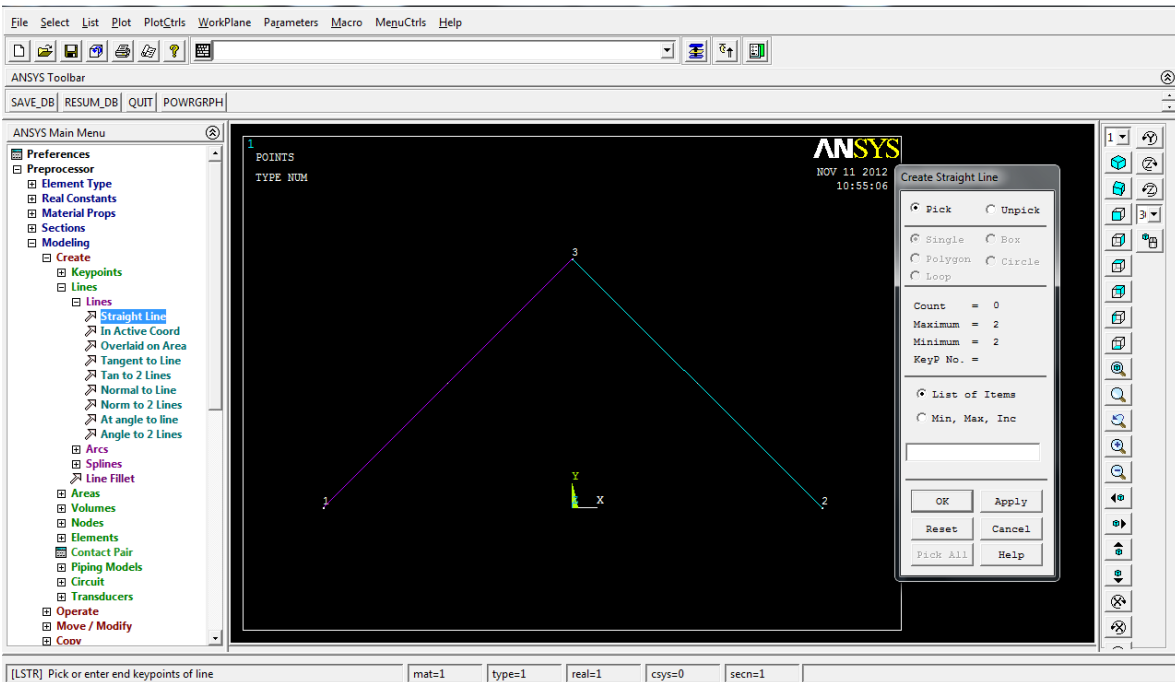 File Select List Plot PlotCtrls WorkPlane Parameters Macro MenuCtrls Help
ANSYS Toolbar
SAVE_DB RESUM_DB QUIT POWRGRPH
ANSYS Main Menu
Preferences
Preprocessor
Element Type
Real Constants
Material Props
Sections
Modeling
Create
Keypoints
Lines
Lines
Straight Line
In Active Coord
Overlaid on Area
Tangent to Line
Tan to 2 Lines
Normal to Line
Norm to 2 Lines
At angle to line
Angle to 2 Lines
Arcs
Splines
Line Fillet
Areas
Volumes
Nodes
Elements
Contact Pair
Piping Models
Circuit
Transducers
Operate
Move / Modify
Copy
1
POINTS
TYPE NUM
ANSYS
NOV 11 2012
10:55:06
3
1
2
Y
X
Create Straight Line
Pick Unpick
Single Box
Polygon Circle
Loop
Count = 0
Maximum = 2
Minimum = 2
KeyP No. =
List of Items
Min, Max, Inc
OK Apply
Reset Cancel
Pick All Help
1
[LSTR] Pick or enter end keypoints of line mat=1 type=1 real=1 csys=0 secn=1